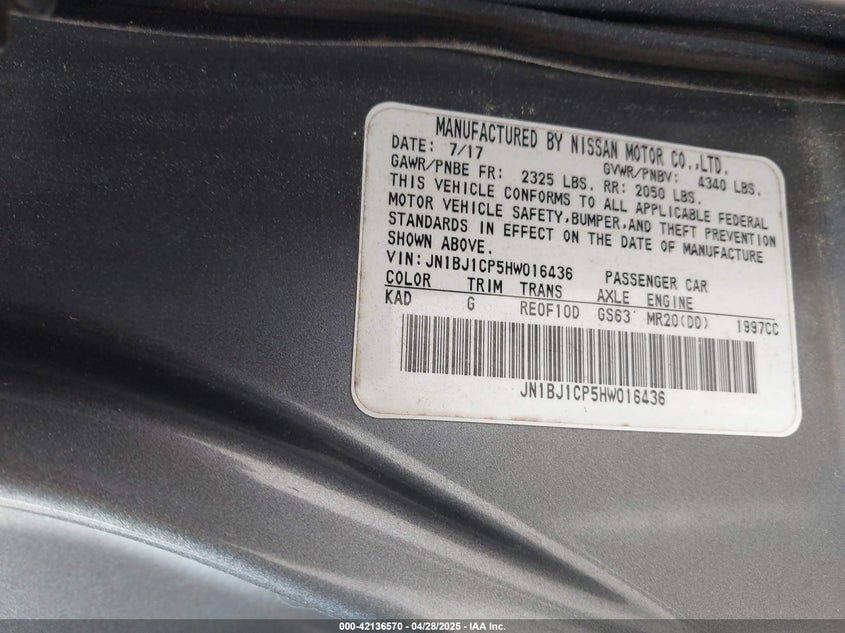 MANUFACTURED BY NISSAN MOTOR CO.,LTD.
DATE: 7/17 GVWR/PNBV: 4340 LBS.
GAWR/PNBE FR: 2325 LBS. RR: 2050 LBS.
THIS VEHICLE CONFORMS TO ALL APPLICABLE FEDERAL
MOTOR VEHICLE SAFETY,BUMPER,AND THEFT PREVENTION
STANDARDS IN EFFECT ON THE DATE OF MANUFACTURE
SHOWN ABOVE.
VIN:JN1BJ1CP5HW016436 PASSENGER CAR
COLOR TRIM TRANS AXLE ENGINE
KAD G RE0F10D GS63 MR20(DD) 1997CC
JN1BJ1CP5HW016436
000-42136570 | 04/28/2025 - IAA Inc.